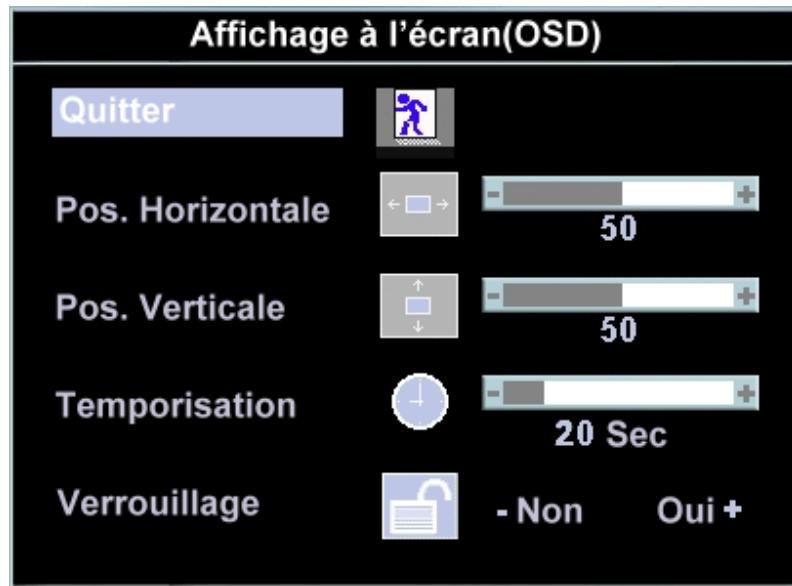 Affichage à l'écran(OSD)
Quitter
Pos. Horizontale - +
50
Pos. Verticale - +
50
Temporisation - +
20 Sec
Verrouillage - Non Oui +